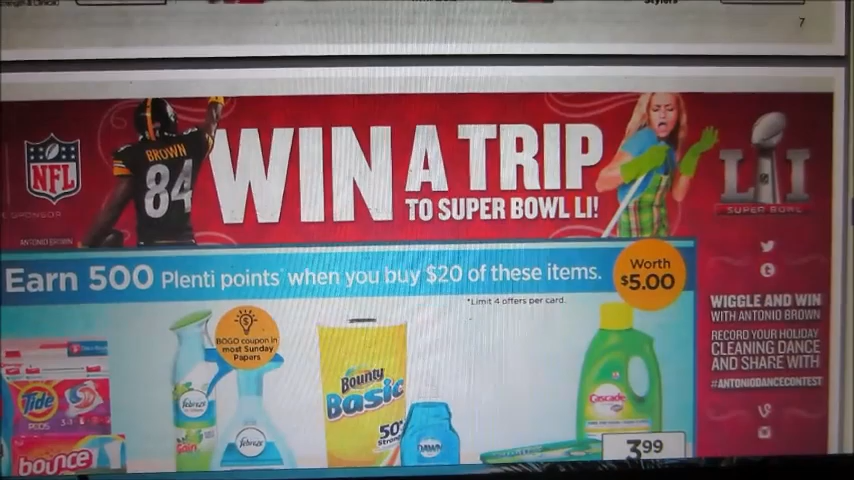 7
NFL
SPONSOR
ANTONIO BROWN
BROWN
84
WIN A TRIP
TO SUPER BOWL LI!
LI
SUPER BOWL
Earn 500 Plenti points* when you buy $20 of these items.
*Limit 4 offers per card.
Worth
$5.00
WIGGLE AND WIN
WITH ANTONIO BROWN
RECORD YOUR HOLIDAY
CLEANING DANCE
AND SHARE WITH
#ANTONIODANCECONTEST
BOGO coupon in
most Sunday
Papers
Tide
PODS
bounce
febreze
Gain
febreze
Bounty
Basic
50%
DAWN
Cascade
3.99